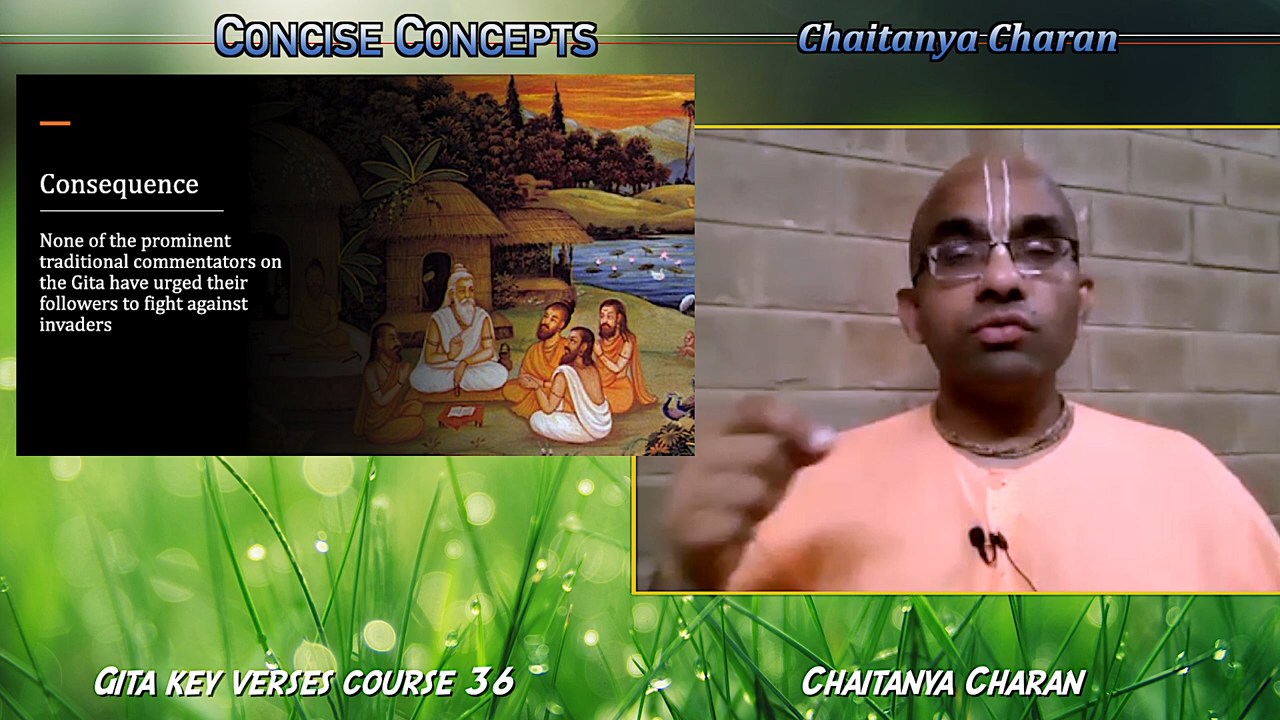 Concise Concepts
Chaitanya Charan
Consequence
None of the prominent
traditional commentators on
the Gita have urged their
followers to fight against
invaders
Gita key verses course 36
Chaitanya Charan